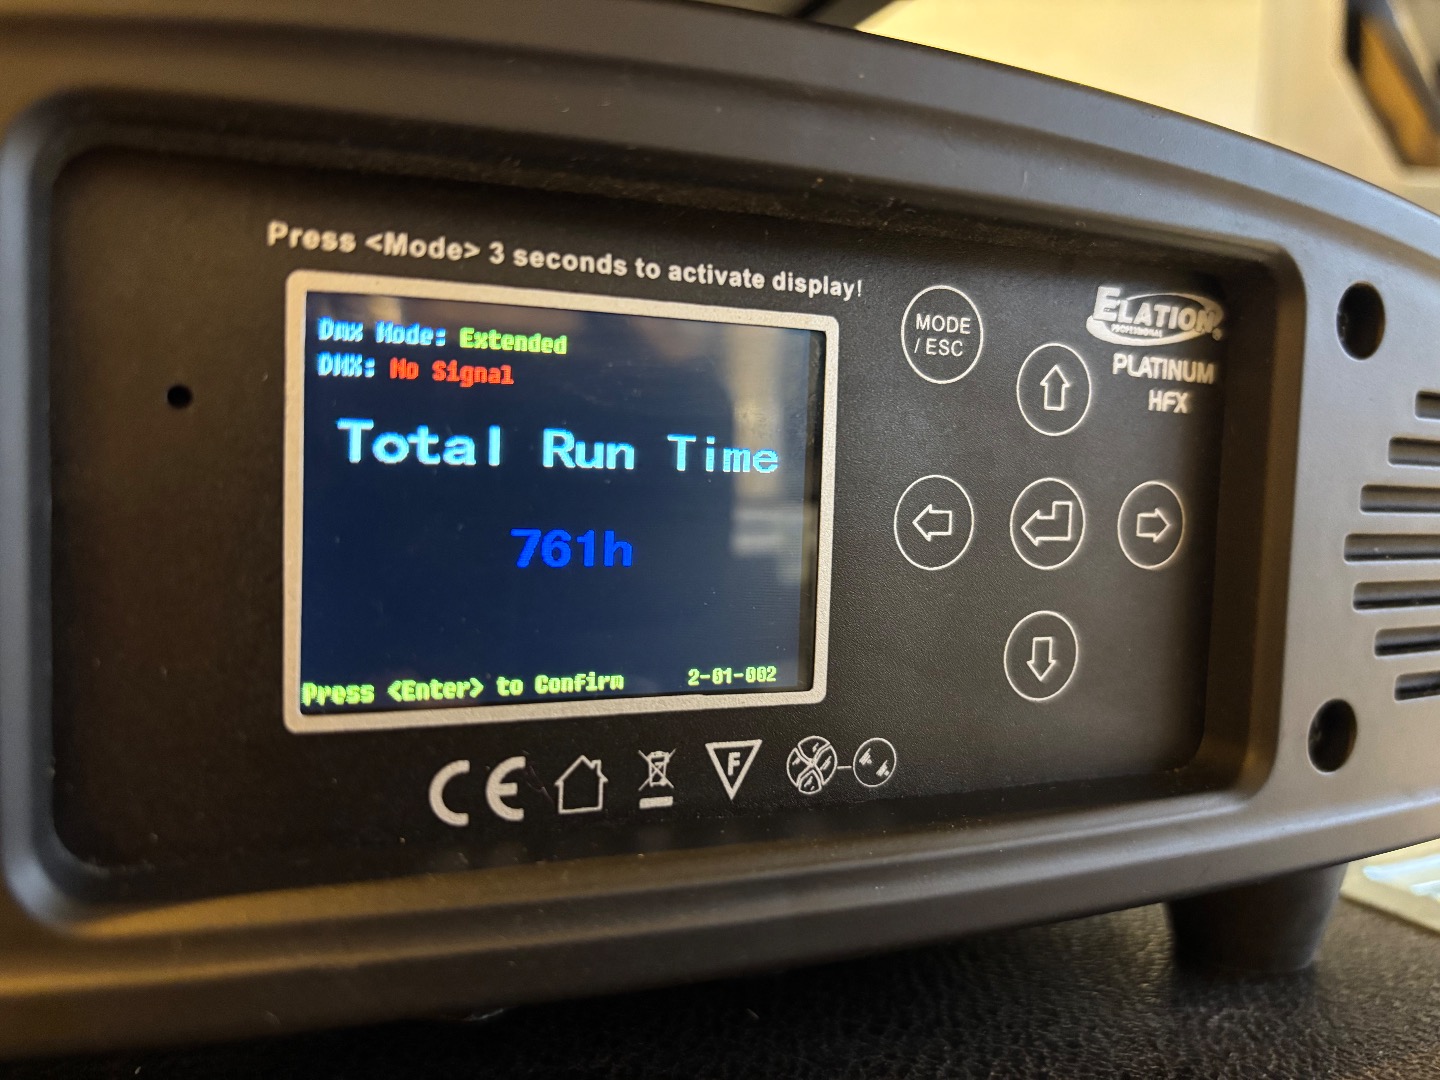 Press <Mode> 3 seconds to activate display!
Dmx Mode: Extended
DMX: No Signal
Total Run Time
761h
Press <Enter> to Confirm 2-01-002
MODE
/ ESC
ELATION
PROFESSIONAL
PLATINUM
HFX
CE
F